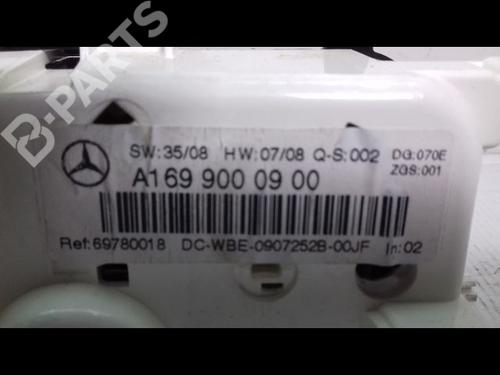 B-PARTS
SW:35/08 HW:07/08 Q-S:002 DG:070E
ZGS:001
A169 900 09 00
Ref:69780018 DC-WBE-0907252B-00JF In:02